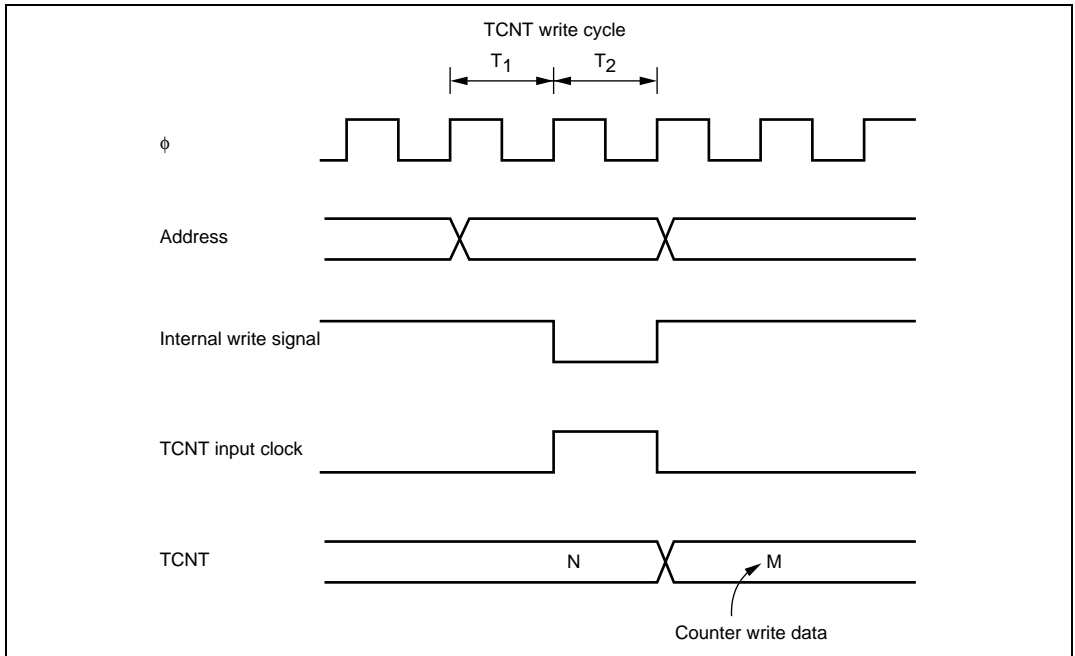 TCNT write cycle
T1 T2
ϕ
Address
Internal write signal
TCNT input clock
TCNT N M
Counter write data